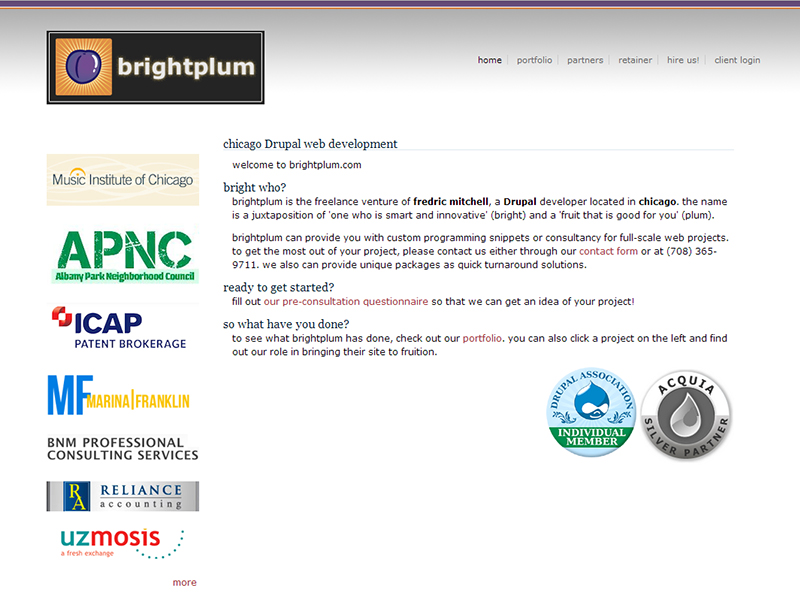 brightplum
home
portfolio
partners
retainer
hire us!
client login
Music Institute of Chicago
APNC
Albany Park Neighborhood Council
ICAP
PATENT BROKERAGE
MF MARINA|FRANKLIN
BNM PROFESSIONAL
CONSULTING SERVICES
RA
RELIANCE
accounting
uzmosis
a fresh exchange
more
chicago Drupal web development
welcome to brightplum.com
bright who?
brightplum is the freelance venture of fredric mitchell, a Drupal developer located in chicago. the name
is a juxtaposition of 'one who is smart and innovative' (bright) and a 'fruit that is good for you' (plum).
brightplum can provide you with custom programming snippets or consultancy for full-scale web projects.
to get the most out of your project, please contact us either through our contact form or at (708) 365-
9711. we also can provide unique packages as quick turnaround solutions.
ready to get started?
fill out our pre-consultation questionnaire so that we can get an idea of your project!
so what have you done?
to see what brightplum has done, check out our portfolio. you can also click a project on the left and find
out our role in bringing their site to fruition.
DRUPAL ASSOCIATION
INDIVIDUAL
MEMBER
ACQUIA
SILVER PARTNER